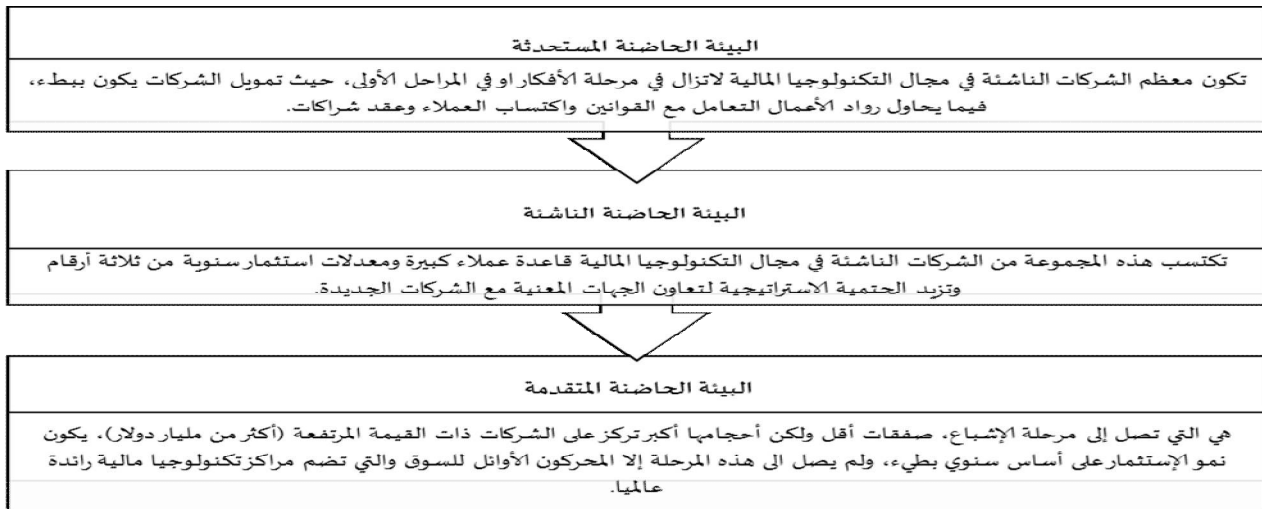 البيئة الحاضنة المستحدثة
تكون معظم الشركات الناشئة في مجال التكنولوجيا المالية لاتزال في مرحلة الأفكار او في المراحل الأولى، حيث تمويل الشركات يكون ببطء،
فيما يحاول رواد الأعمال التعامل مع القوانين واكتساب العملاء وعقد شراكات.
البيئة الحاضنة الناشئة
تكتسب هذه المجموعة من الشركات الناشئة في مجال التكنولوجيا المالية قاعدة عملاء كبيرة ومعدلات استثمار سنوية من ثلاثة أرقام
وتزيد الحتمية الاستراتيجية لتعاون الجهات المعنية مع الشركات الجديدة.
البيئة الحاضنة المتقدمة
هي التي تصل إلى مرحلة الإشباع، صفقات أقل ولكن أحجامها أكبر تركز على الشركات ذات القيمة المرتفعة (أكثر من مليار دولار)، يكون
نمو الإستثمار على أساس سنوي بطيء، ولم يصل الى هذه المرحلة إلا المحركون الأوائل للسوق والتي تضم مراكز تكنولوجيا مالية رائدة
عالميا.